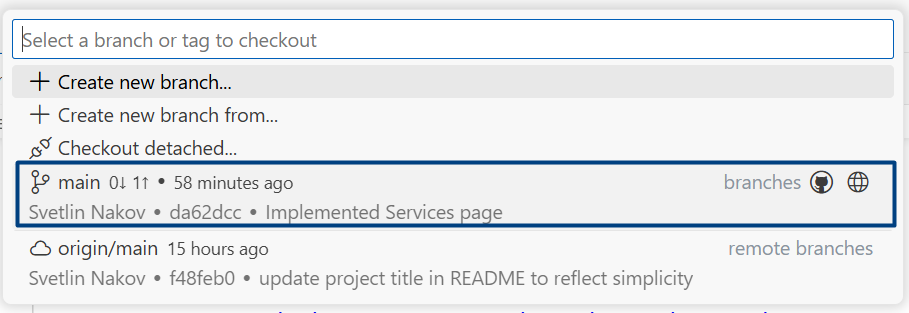 Select a branch or tag to checkout
Create new branch...
Create new branch from...
Checkout detached...
main 0↓ 1↑ • 58 minutes ago branches
Svetlin Nakov • da62dcc • Implemented Services page
origin/main 15 hours ago remote branches
Svetlin Nakov • f48feb0 • update project title in README to reflect simplicity